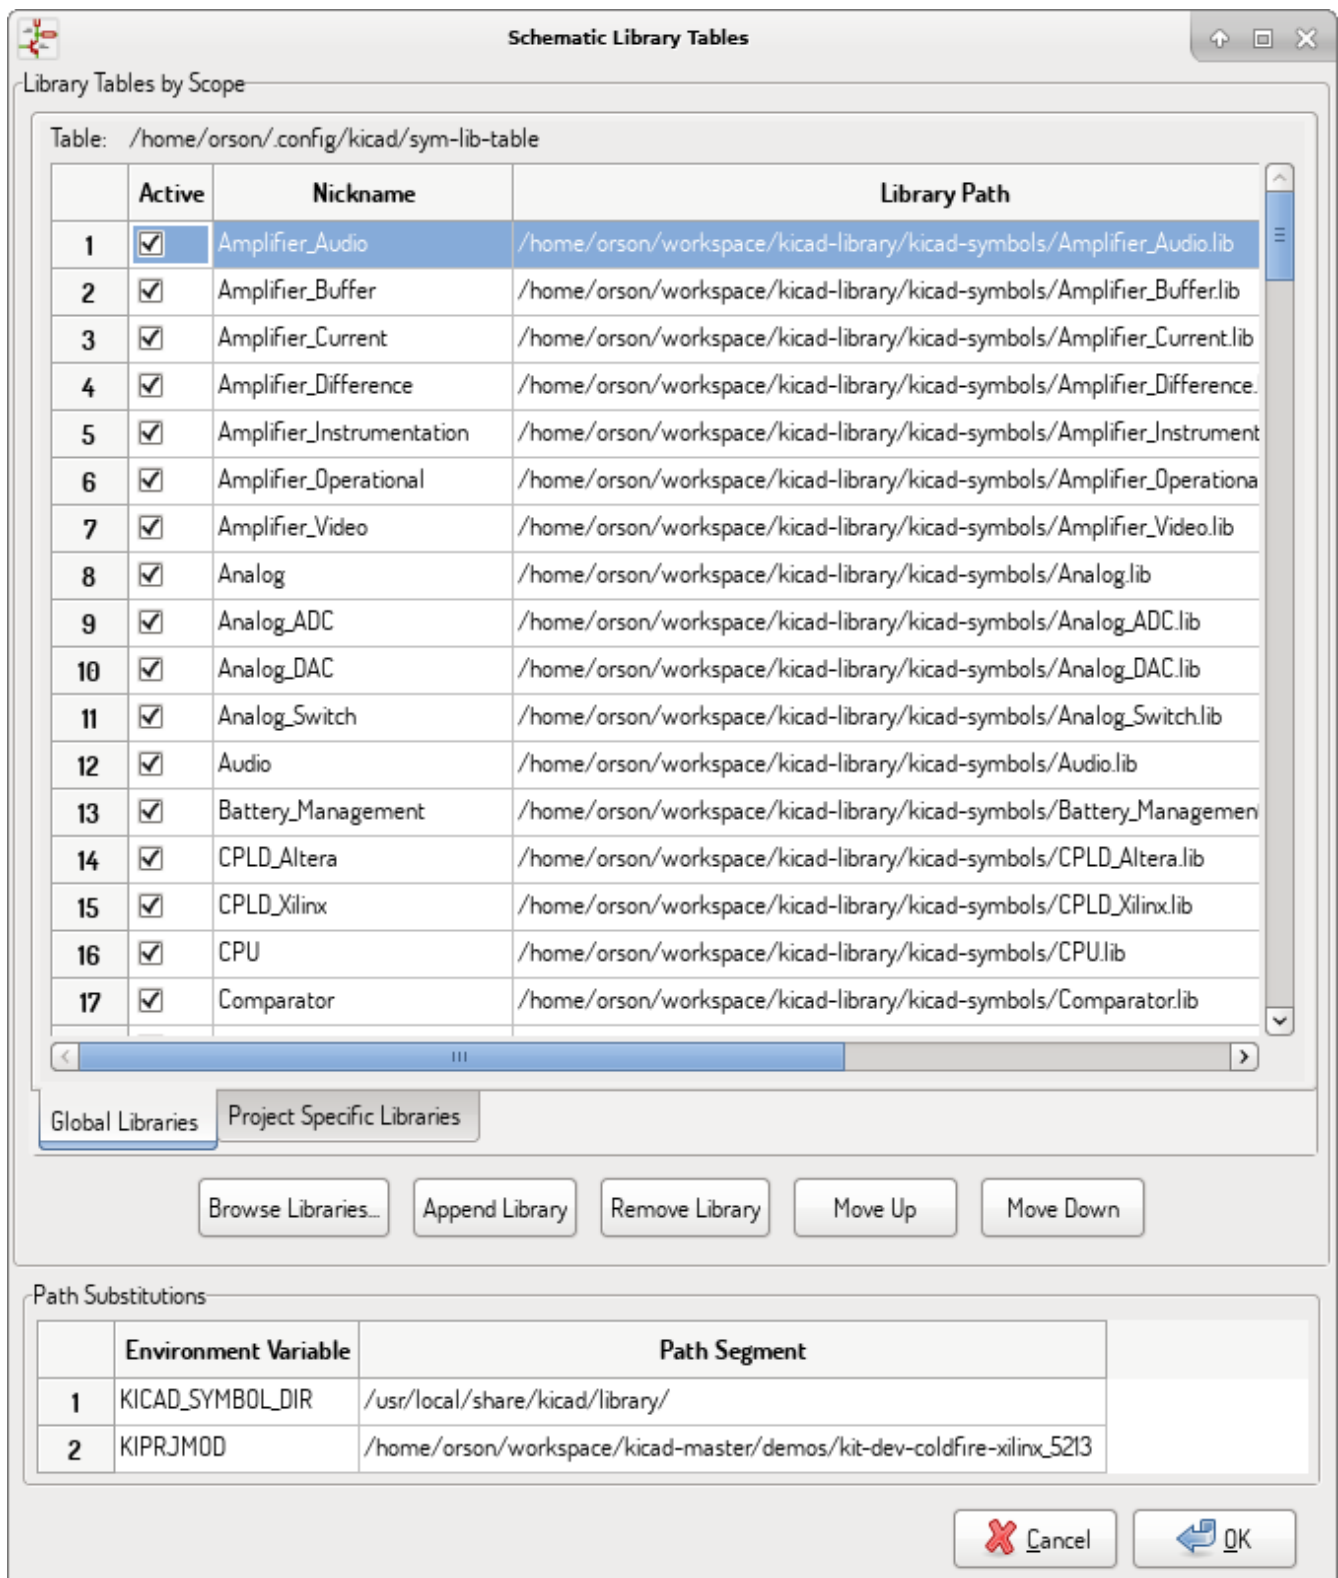 Schematic Library Tables
Library Tables by Scope
Table: /home/orson/.config/kicad/sym-lib-table
Active Nickname Library Path
1 Amplifier_Audio /home/orson/workspace/kicad-library/kicad-symbols/Amplifier_Audio.lib
2 Amplifier_Buffer /home/orson/workspace/kicad-library/kicad-symbols/Amplifier_Buffer.lib
3 Amplifier_Current /home/orson/workspace/kicad-library/kicad-symbols/Amplifier_Current.lib
4 Amplifier_Difference /home/orson/workspace/kicad-library/kicad-symbols/Amplifier_Difference.
5 Amplifier_Instrumentation /home/orson/workspace/kicad-library/kicad-symbols/Amplifier_Instrument
6 Amplifier_Operational /home/orson/workspace/kicad-library/kicad-symbols/Amplifier_Operationa
7 Amplifier_Video /home/orson/workspace/kicad-library/kicad-symbols/Amplifier_Video.lib
8 Analog /home/orson/workspace/kicad-library/kicad-symbols/Analog.lib
9 Analog_ADC /home/orson/workspace/kicad-library/kicad-symbols/Analog_ADC.lib
10 Analog_DAC /home/orson/workspace/kicad-library/kicad-symbols/Analog_DAC.lib
11 Analog_Switch /home/orson/workspace/kicad-library/kicad-symbols/Analog_Switch.lib
12 Audio /home/orson/workspace/kicad-library/kicad-symbols/Audio.lib
13 Battery_Management /home/orson/workspace/kicad-library/kicad-symbols/Battery_Management
14 CPLD_Altera /home/orson/workspace/kicad-library/kicad-symbols/CPLD_Altera.lib
15 CPLD_Xilinx /home/orson/workspace/kicad-library/kicad-symbols/CPLD_Xilinx.lib
16 CPU /home/orson/workspace/kicad-library/kicad-symbols/CPU.lib
17 Comparator /home/orson/workspace/kicad-library/kicad-symbols/Comparator.lib
Global Libraries Project Specific Libraries
Browse Libraries... Append Library Remove Library Move Up Move Down
Path Substitutions
Environment Variable Path Segment
1 KICAD_SYMBOL_DIR /usr/local/share/kicad/library/
2 KIPRJMOD /home/orson/workspace/kicad-master/demos/kit-dev-coldfire-xilinx_5213
Cancel OK